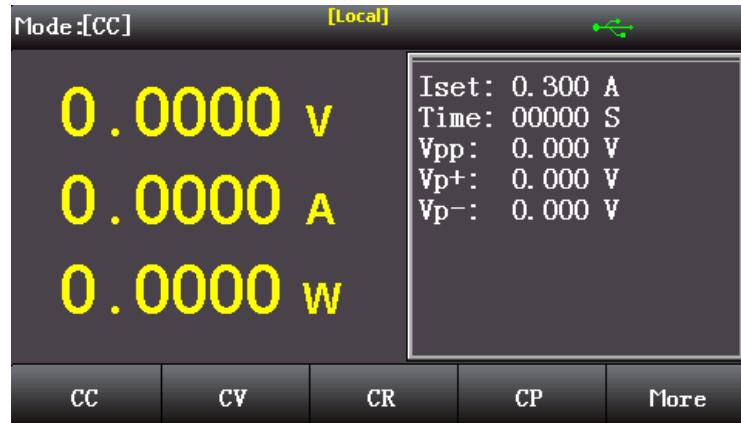 Mode:[CC] [Local]
0.0000 V
0.0000 A
0.0000 W
Iset: 0.300 A
Time: 00000 S
Vpp: 0.000 V
Vp+: 0.000 V
Vp-: 0.000 V
CC CV CR CP More